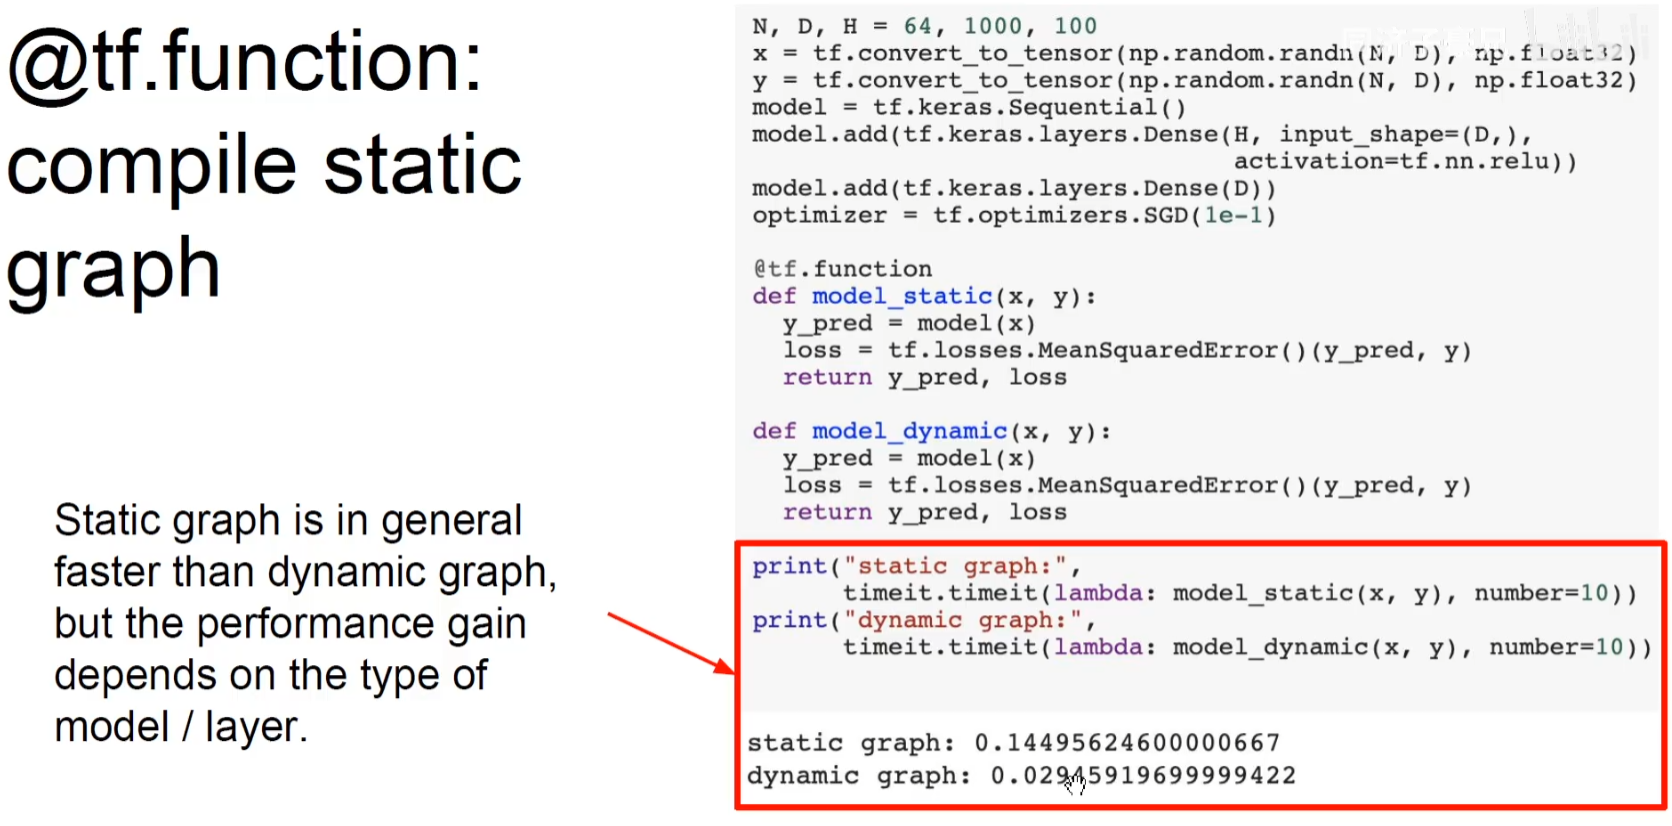 @tf.function:
compile static
graph
Static graph is in general
faster than dynamic graph,
but the performance gain
depends on the type of
model / layer.
N, D, H = 64, 1000, 100
x = tf.convert_to_tensor(np.random.randn(N, D), np.float32)
y = tf.convert_to_tensor(np.random.randn(N, D), np.float32)
model = tf.keras.Sequential()
model.add(tf.keras.layers.Dense(H, input_shape=(D,),
activation=tf.nn.relu))
model.add(tf.keras.layers.Dense(D))
optimizer = tf.optimizers.SGD(1e-1)
@tf.function
def model_static(x, y):
y_pred = model(x)
loss = tf.losses.MeanSquaredError()(y_pred, y)
return y_pred, loss
def model_dynamic(x, y):
y_pred = model(x)
loss = tf.losses.MeanSquaredError()(y_pred, y)
return y_pred, loss
print("static graph:",
timeit.timeit(lambda: model_static(x, y), number=10))
print("dynamic graph:",
timeit.timeit(lambda: model_dynamic(x, y), number=10))
static graph: 0.14495624600000667
dynamic graph: 0.02945919699999422